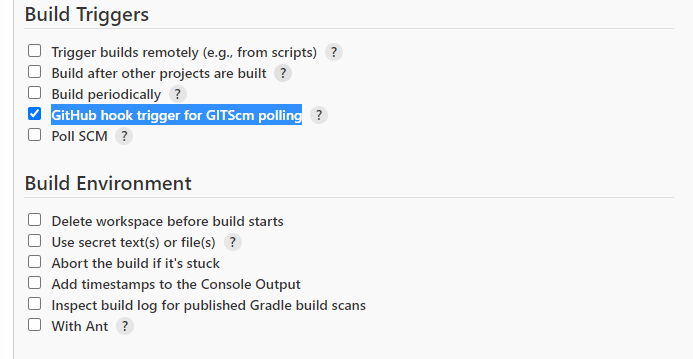 Build Triggers
Trigger builds remotely (e.g., from scripts) ?
Build after other projects are built ?
Build periodically ?
GitHub hook trigger for GITScm polling ?
Poll SCM ?
Build Environment
Delete workspace before build starts
Use secret text(s) or file(s) ?
Abort the build if it's stuck
Add timestamps to the Console Output
Inspect build log for published Gradle build scans
With Ant ?